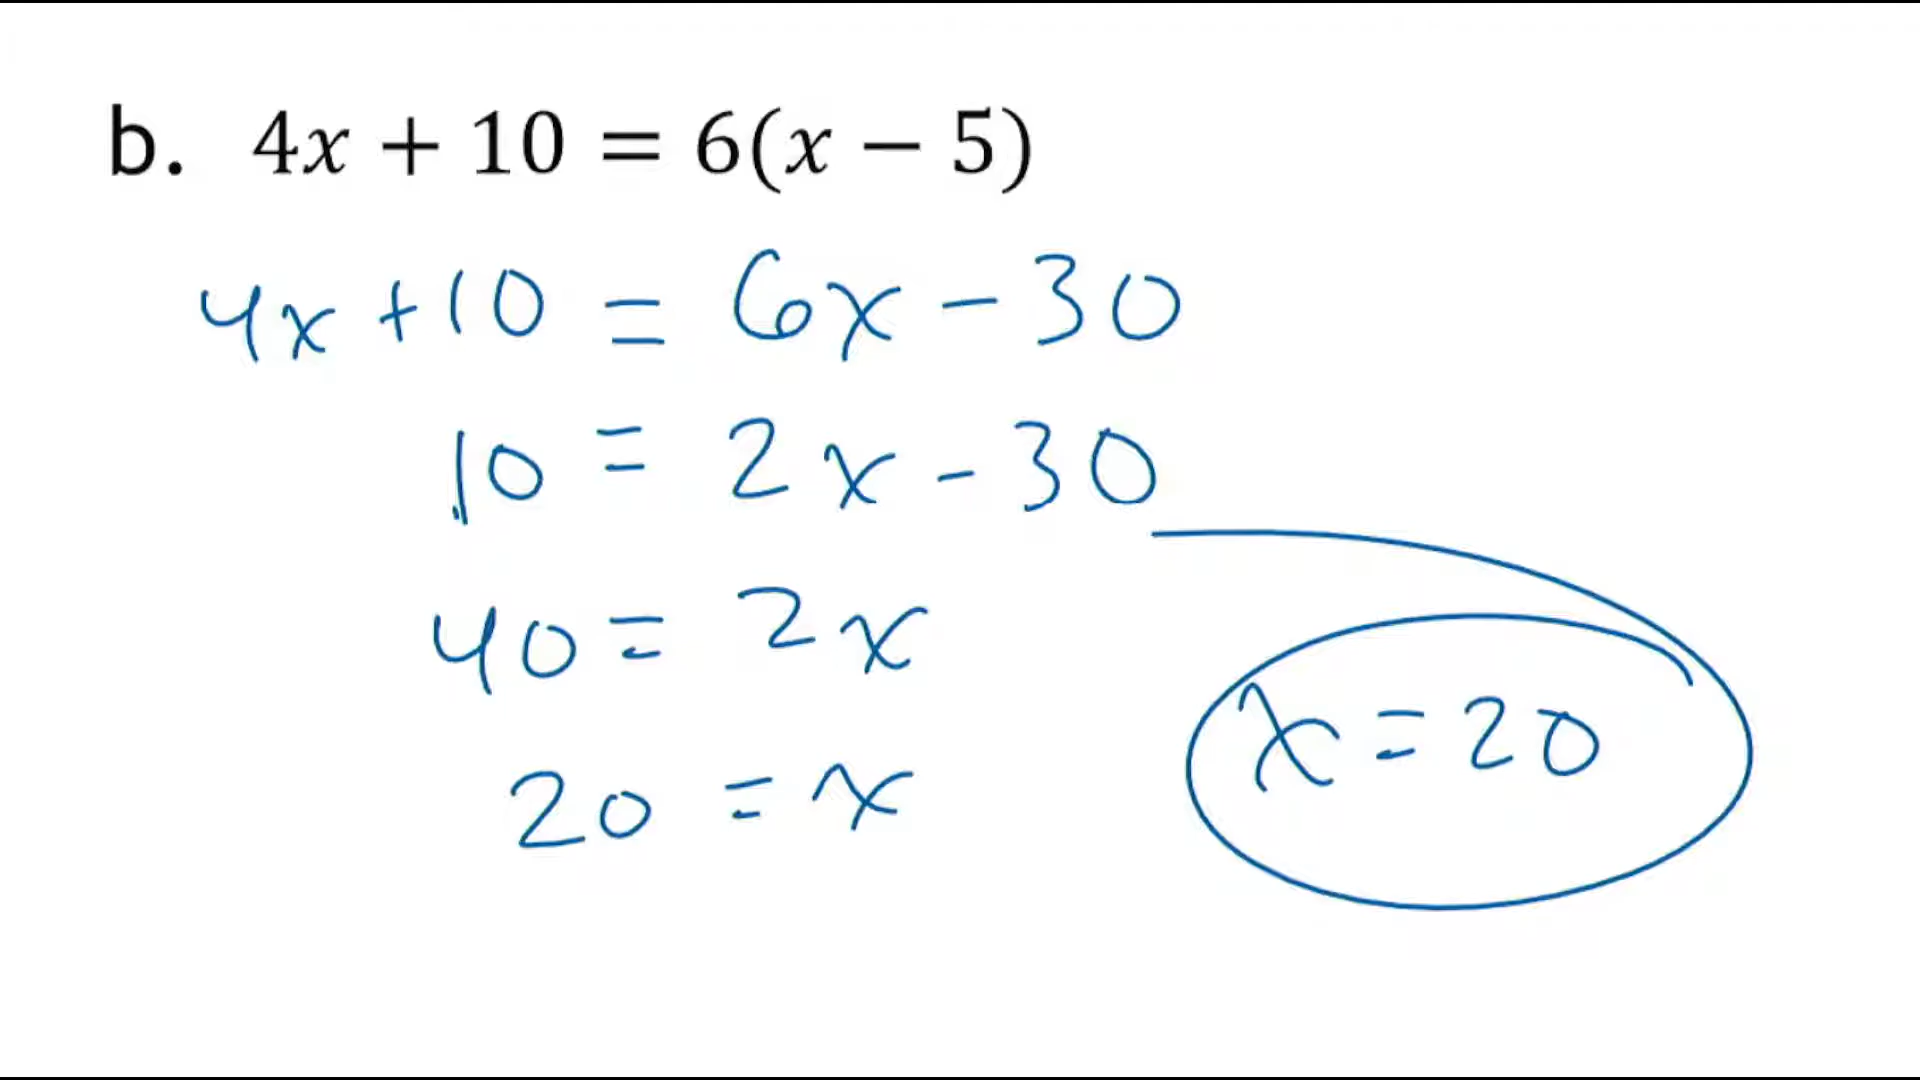 b. 4x + 10 = 6(x − 5)
4x + 10 = 6x − 30
10 = 2x − 30
40 = 2x
20 = x
x = 20